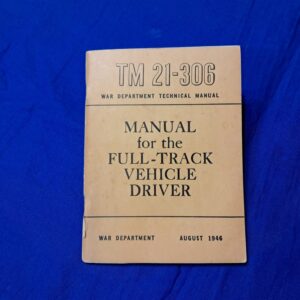 TM 21-306
WAR DEPARTMENT TECHNICAL MANUAL
MANUAL
for the
FULL-TRACK
VEHICLE
DRIVER
WAR DEPARTMENT AUGUST 1946